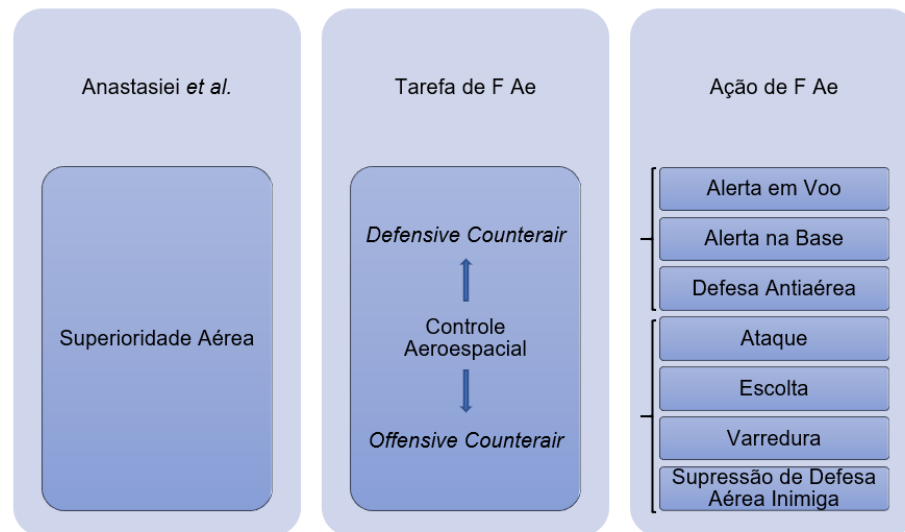 Anastasiei et al.
Superioridade Aérea
Tarefa de F Ae
Defensive Counterair
Controle
Aeroespacial
Offensive Counterair
Ação de F Ae
Alerta em Voo
Alerta na Base
Defesa Antiaérea
Ataque
Escolta
Varredura
Supressão de Defesa
Aérea Inimiga